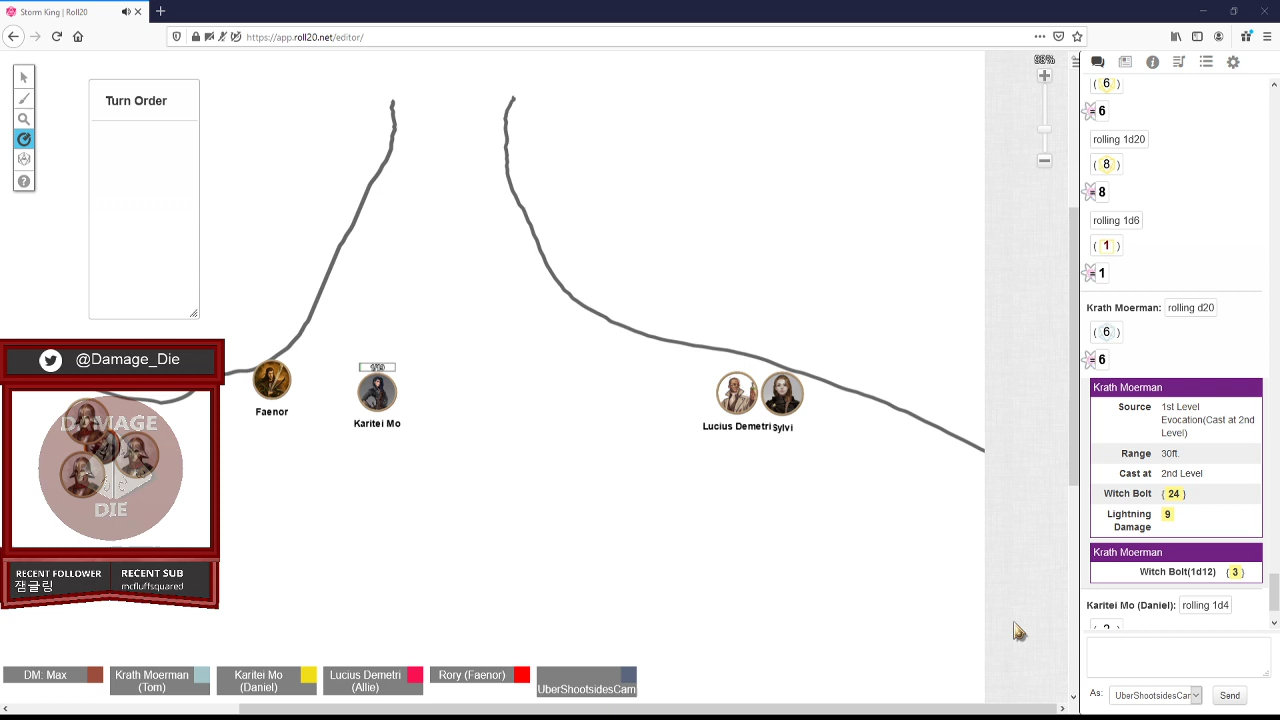 Storm King | Roll20
https://app.roll20.net/editor/
Turn Order
88%
@Damage_Die
DAMAGE
DIE
RECENT FOLLOWER
잼글링
RECENT SUB
mcfluffsquared
Faenor
Karitei Mo
Lucius Demetri
Sylvi
DM: Max
Krath Moerman
(Tom)
Karitei Mo
(Daniel)
Lucius Demetri
(Allie)
Rory (Faenor)
UberShootsidesCam
(6)
=6
rolling 1d20
(8)
=8
rolling 1d6
(1)
=1
Krath Moerman: rolling d20
(6)
=6
Krath Moerman
Source 1st Level
Evocation(Cast at 2nd
Level)
Range 30ft.
Cast at 2nd Level
Witch Bolt (24)
Lightning 9
Damage
Krath Moerman
Witch Bolt(1d12) (3)
Karitei Mo (Daniel): rolling 1d4
As: UberShootsidesCar
Send